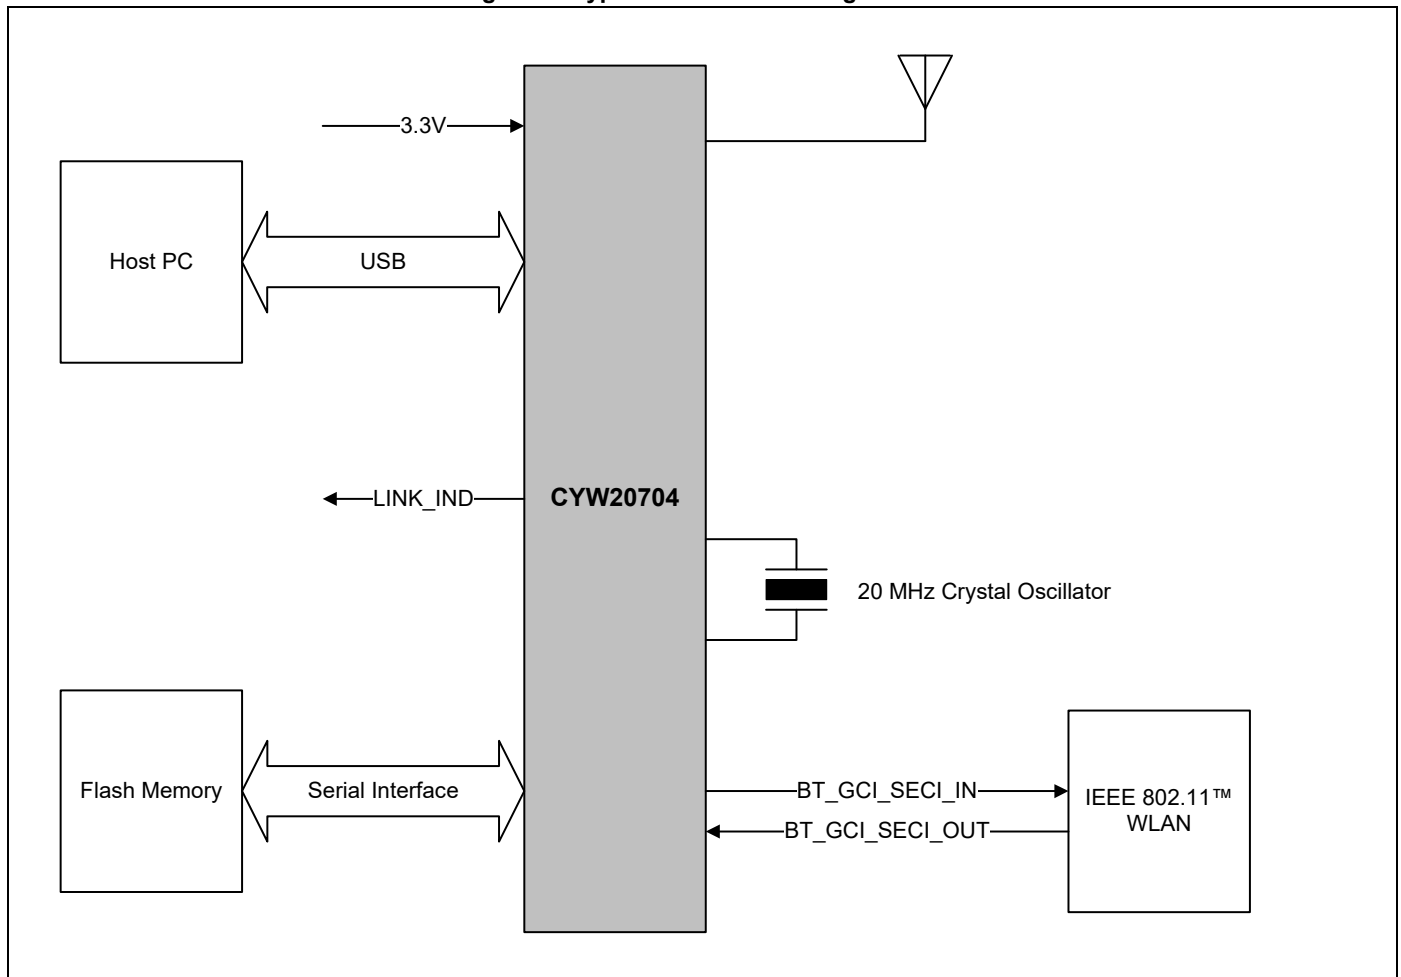 3.3V
Host PC
USB
LINK_IND
CYW20704
20 MHz Crystal Oscillator
Flash Memory
Serial Interface
BT_GCI_SECI_IN
BT_GCI_SECI_OUT
IEEE 802.11™
WLAN